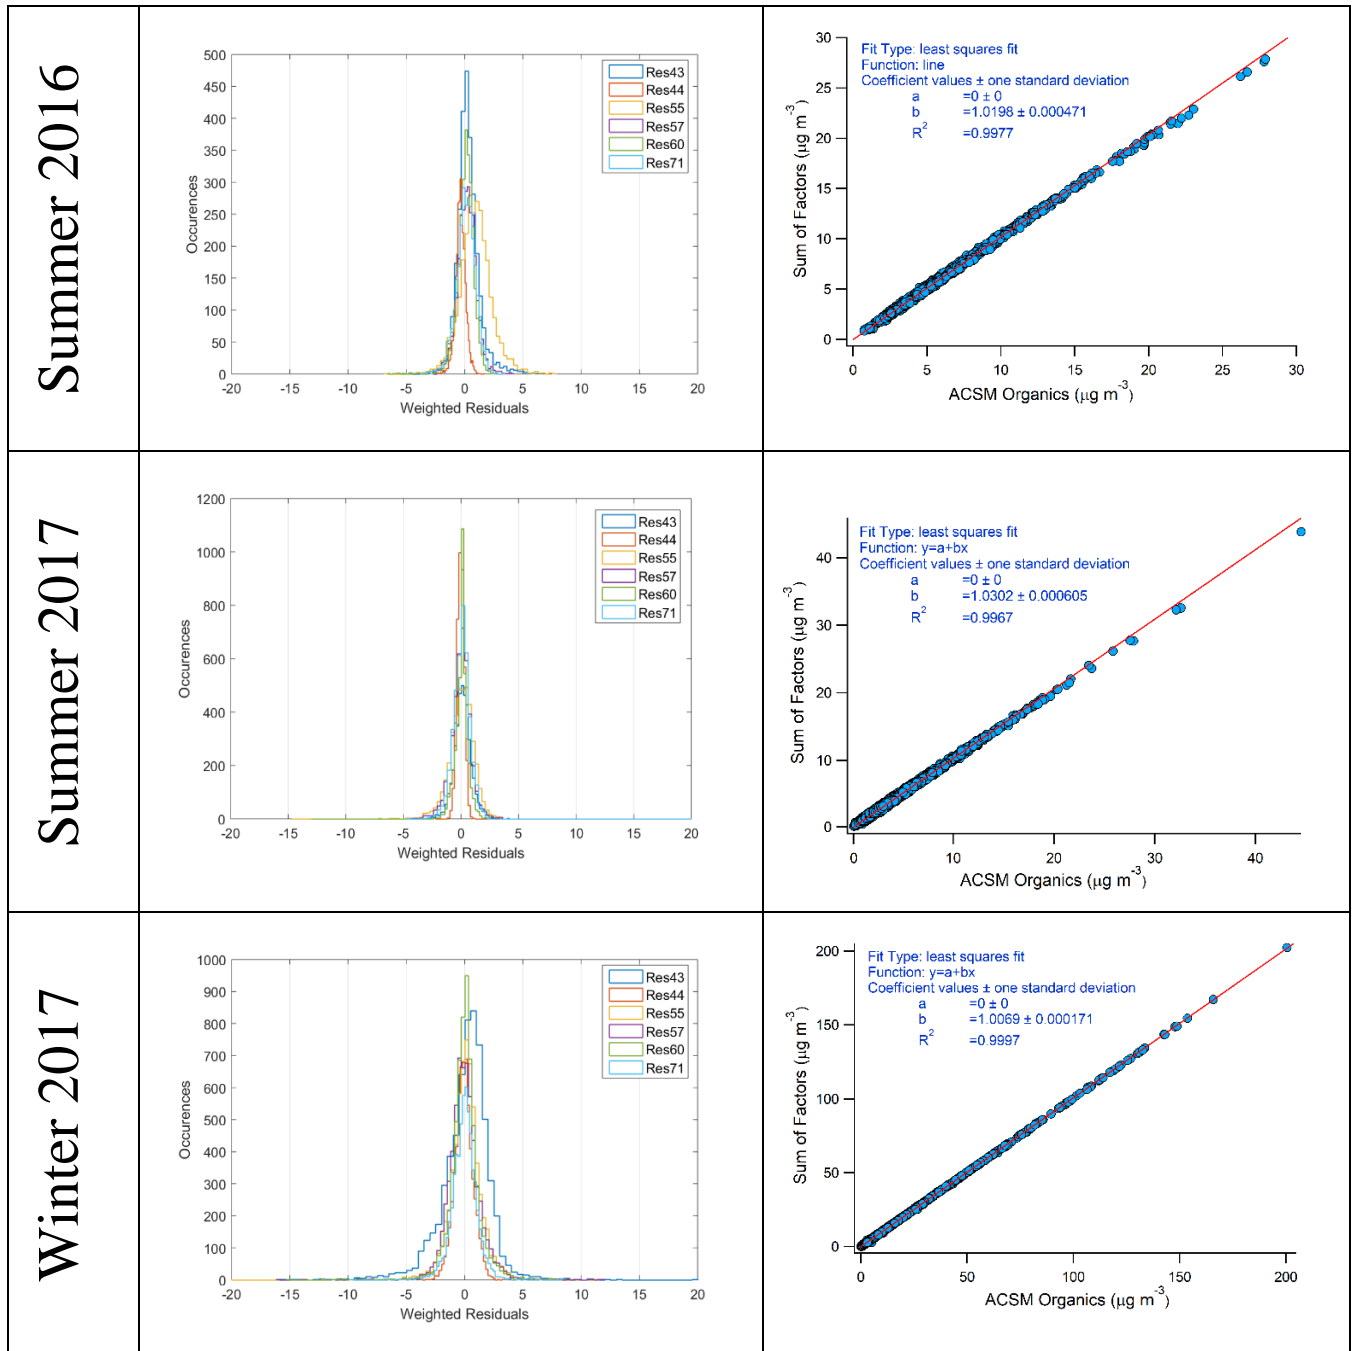 Summer 2016
500
450
400
350
300
250
200
150
100
50
0
Occurences
-20 -15 -10 -5 0 5 10 15 20
Weighted Residuals
Res43
Res44
Res55
Res57
Res60
Res71
30
25
20
15
10
5
0
Sum of Factors (µg m-3)
Fit Type: least squares fit
Function: line
Coefficient values ± one standard deviation
a =0 ± 0
b =1.0198 ± 0.000471
R2 =0.9977
0 5 10 15 20 25 30
ACSM Organics (µg m-3)
Summer 2017
1200
1000
800
600
400
200
0
Occurences
-20 -15 -10 -5 0 5 10 15 20
Weighted Residuals
Res43
Res44
Res55
Res57
Res60
Res71
40
30
20
10
0
Sum of Factors (µg m-3)
Fit Type: least squares fit
Function: y=a+bx
Coefficient values ± one standard deviation
a =0 ± 0
b =1.0302 ± 0.000605
R2 =0.9967
0 10 20 30 40
ACSM Organics (µg m-3)
Winter 2017
1000
900
800
700
600
500
400
300
200
100
0
Occurences
-20 -15 -10 -5 0 5 10 15 20
Weighted Residuals
Res43
Res44
Res55
Res57
Res60
Res71
200
150
100
50
0
Sum of Factors (µg m-3)
Fit Type: least squares fit
Function: y=a+bx
Coefficient values ± one standard deviation
a =0 ± 0
b =1.0069 ± 0.000171
R2 =0.9997
0 50 100 150 200
ACSM Organics (µg m-3)